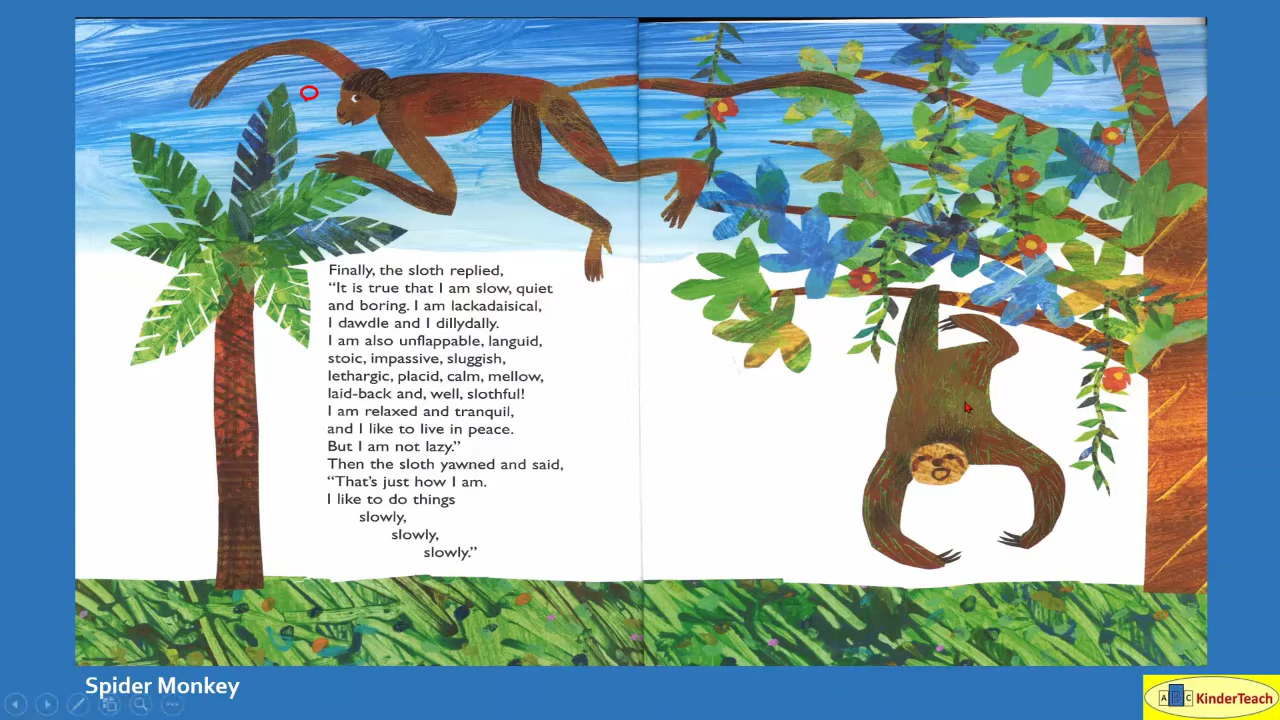 Finally, the sloth replied,
“It is true that I am slow, quiet
and boring. I am lackadaisical,
I dawdle and I dillydally.
I am also unflappable, languid,
stoic, impassive, sluggish,
lethargic, placid, calm, mellow,
laid-back and, well, slothful!
I am relaxed and tranquil,
and I like to live in peace.
But I am not lazy.”
Then the sloth yawned and said,
“That’s just how I am.
I like to do things
slowly,
slowly,
slowly.”
Spider Monkey
A B C KinderTeach